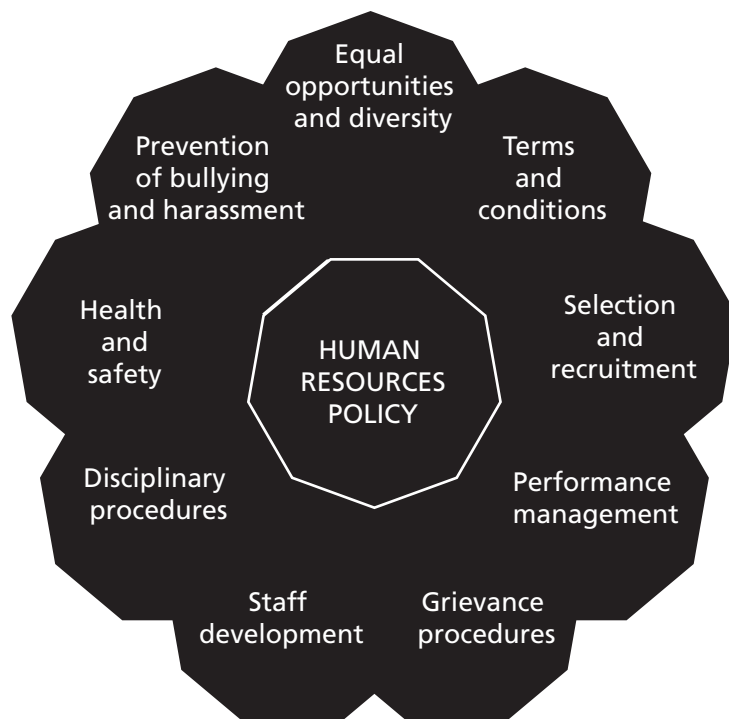 Equal
opportunities
and diversity
Terms
and
conditions
Selection
and
recruitment
Performance
management
Grievance
procedures
Staff
development
Disciplinary
procedures
Health
and
safety
Prevention
of bullying
and harassment
HUMAN
RESOURCES
POLICY